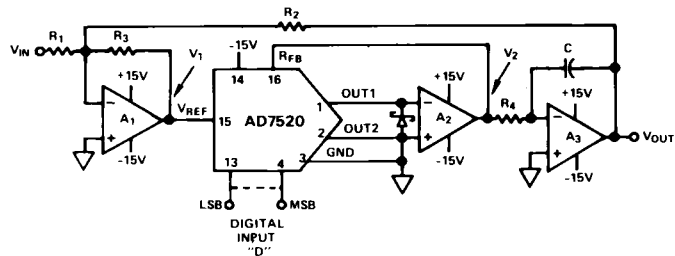 R2
R1
R3
C
VIN
V1
-15V
RFB
V2
14
16
+15V
OUT1
+15V
R4
+15V
−
A1
+
VREF
15
AD7520
1
2
OUT2
−
A2
+
−
A3
+
VOUT
GND
3
-15V
13
4
-15V
-15V
LSB
MSB
DIGITAL
INPUT
"D"